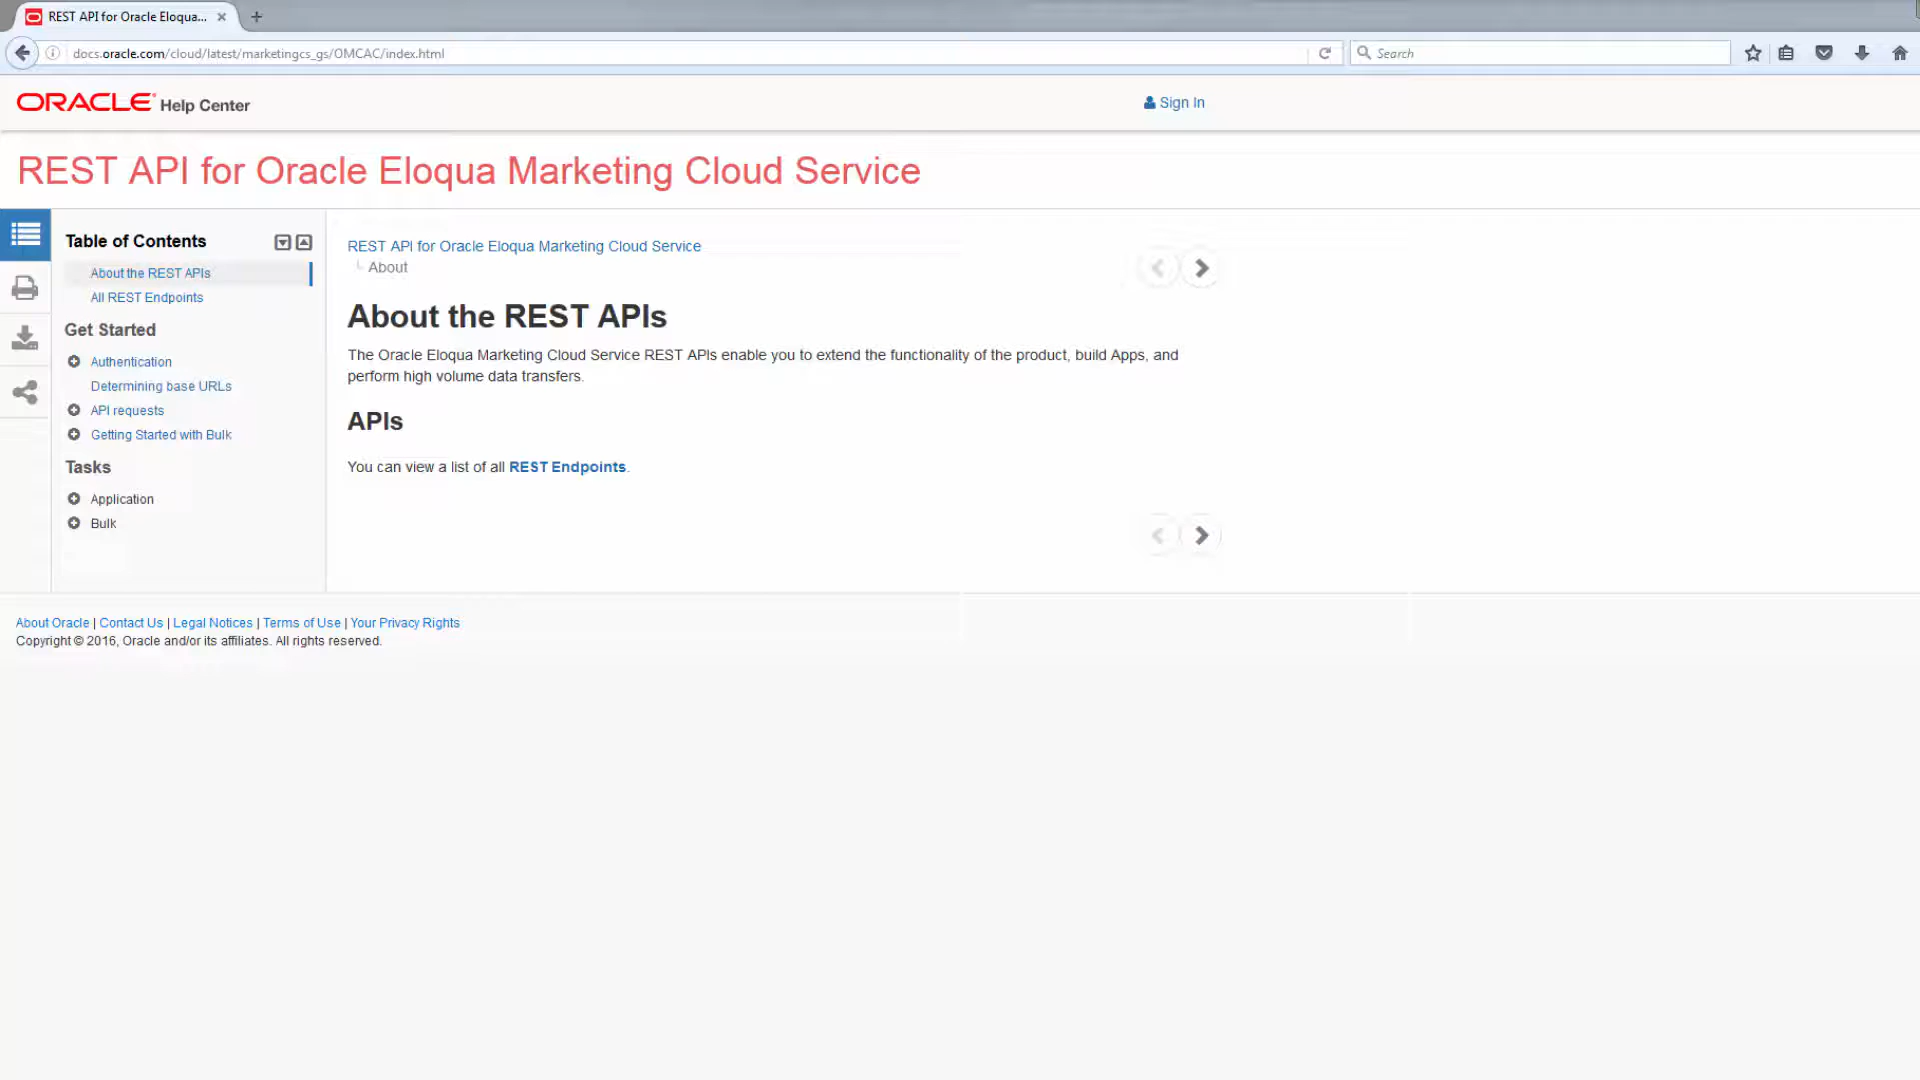 REST API for Oracle Eloqua...
docs.oracle.com/cloud/latest/marketingcs_gs/OMCAC/index.html
Search
ORACLE Help Center
Sign In
REST API for Oracle Eloqua Marketing Cloud Service
Table of Contents
About the REST APIs
All REST Endpoints
Get Started
Authentication
Determining base URLs
API requests
Getting Started with Bulk
Tasks
Application
Bulk
REST API for Oracle Eloqua Marketing Cloud Service
About
About the REST APIs
The Oracle Eloqua Marketing Cloud Service REST APIs enable you to extend the functionality of the product, build Apps, and
perform high volume data transfers.
APIs
You can view a list of all REST Endpoints.
About Oracle | Contact Us | Legal Notices | Terms of Use | Your Privacy Rights
Copyright © 2016, Oracle and/or its affiliates. All rights reserved.